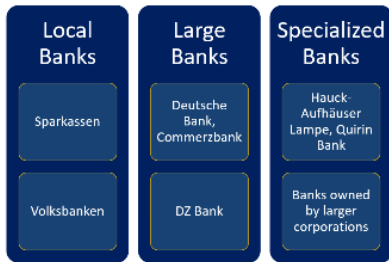 Local
Banks
Sparkassen
Volksbanken
Large
Banks
Deutsche
Bank,
Commerzbank
DZ Bank
Specialized
Banks
Hauck-
Aufhäuser
Lampe, Quirin
Bank
Banks owned
by larger
corporations